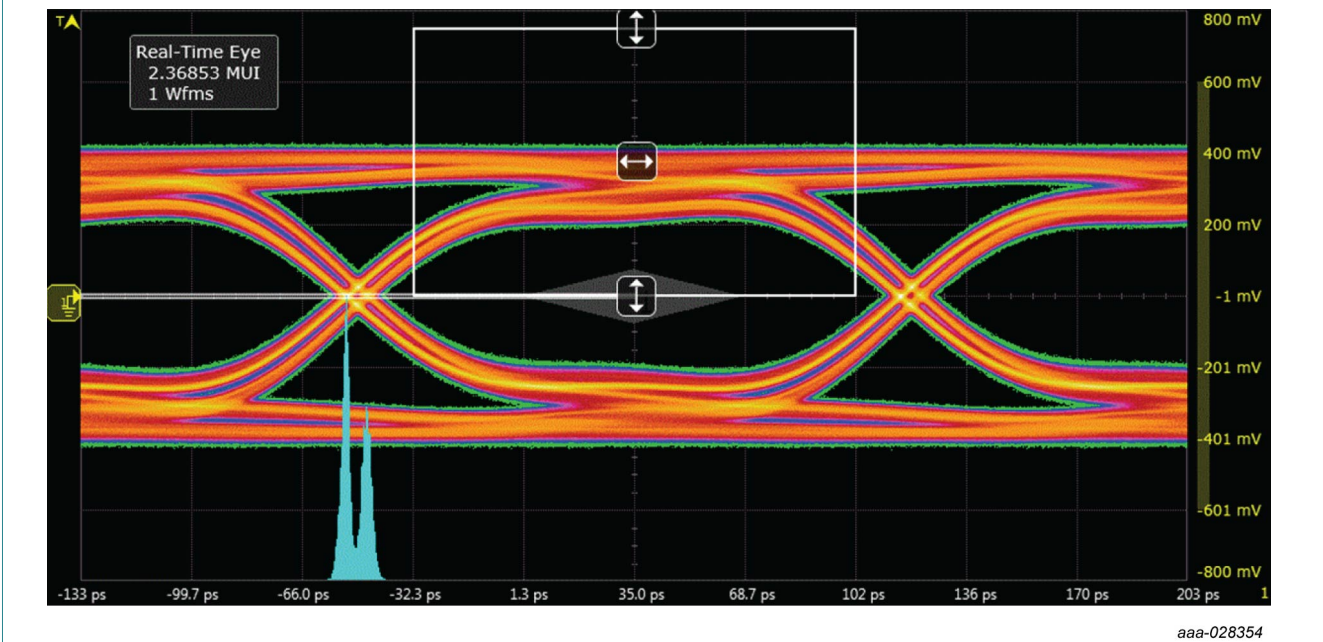 T
800 mV
Real-Time Eye
2.36853 MUI
1 Wfms
600 mV
400 mV
200 mV
1
-1 mV
-201 mV
-401 mV
-601 mV
-800 mV
-133 ps -99.7 ps -66.0 ps -32.3 ps 1.3 ps 35.0 ps 68.7 ps 102 ps 136 ps 170 ps 203 ps 1
aaa-028354